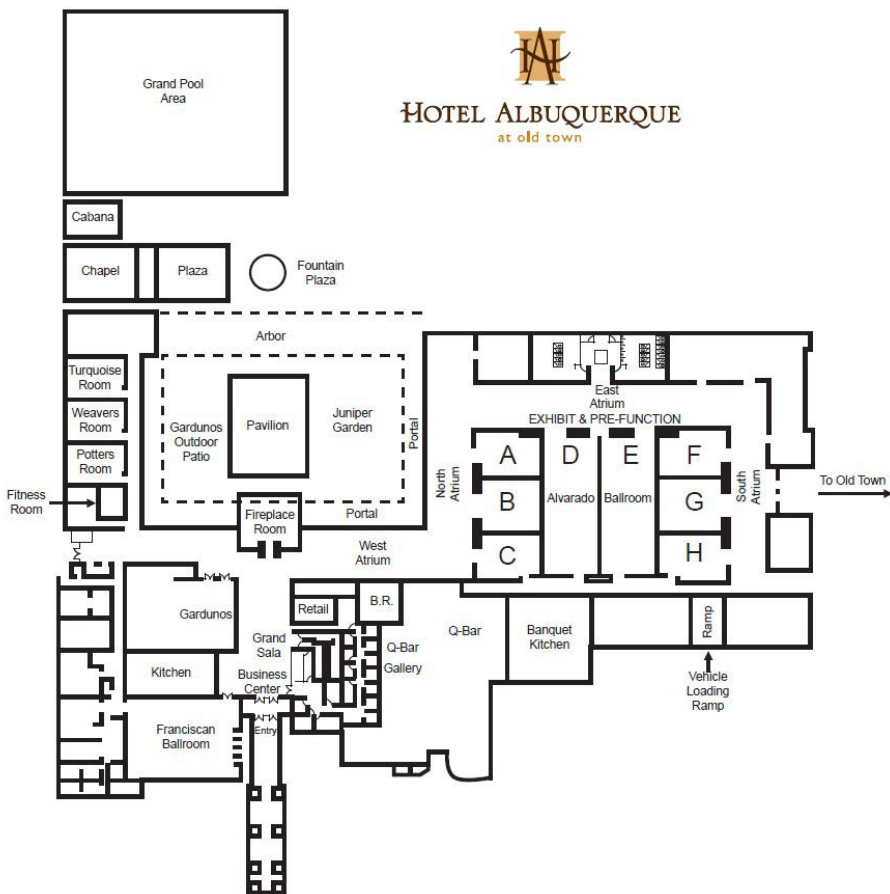 Grand Pool
Area
HOTEL ALBUQUERQUE
at old town
Cabana
Chapel
Plaza
Fountain
Plaza
Arbor
Turquoise
Room
Weavers
Room
Potters
Room
Fitness
Room
Gardunos
Outdoor
Patio
Pavilion
Juniper
Garden
Portal
Portal
Fireplace
Room
West
Atrium
North
Atrium
East
Atrium
EXHIBIT & PRE-FUNCTION
A
B
C
D
E
Alvarado
Ballroom
F
G
H
South
Atrium
To Old Town
Gardunos
Retail
B.R.
Grand
Sala
Q-Bar
Gallery
Q-Bar
Banquet
Kitchen
Ramp
Vehicle
Loading
Ramp
Kitchen
Business
Center
Franciscan
Ballroom
Entry